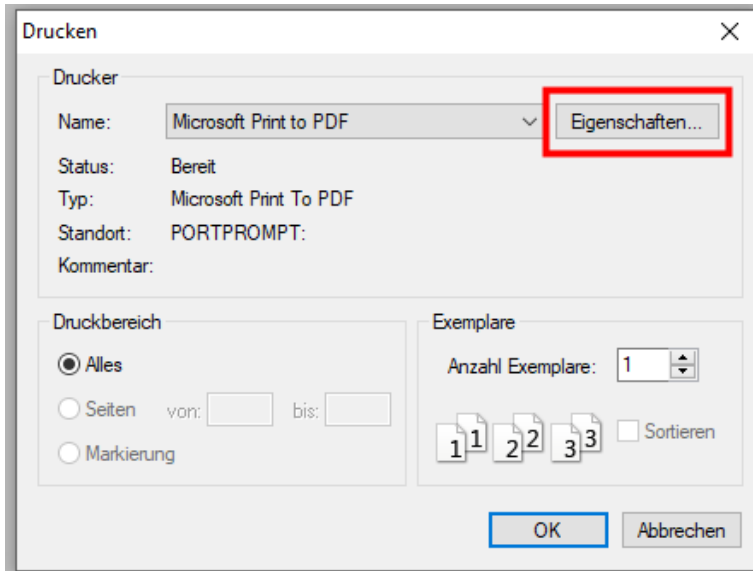 Drucken
Drucker
Name: Microsoft Print to PDF Eigenschaften...
Status: Bereit
Typ: Microsoft Print To PDF
Standort: PORTPROMPT:
Kommentar:
Druckbereich
Alles
Seiten von: bis:
Markierung
Exemplare
Anzahl Exemplare: 1
1 1 2 2 3 3 Sortieren
OK Abbrechen